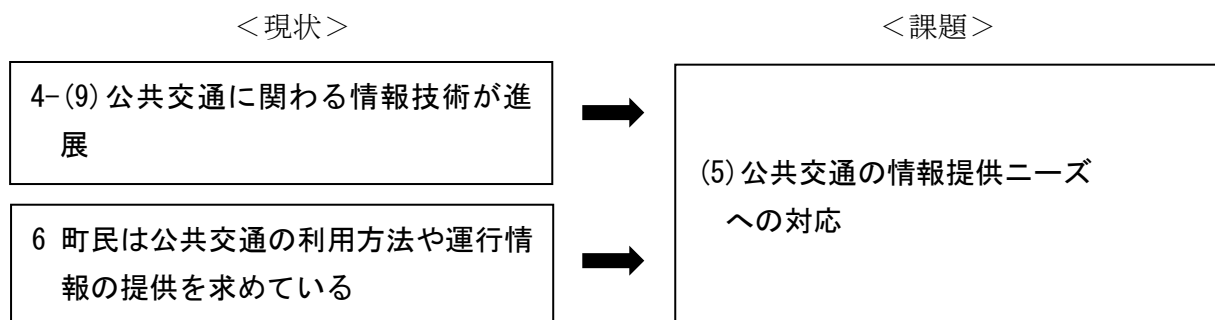 ＜現状＞
＜課題＞
4-(9)公共交通に関わる情報技術が進
展
6 町民は公共交通の利用方法や運行情
報の提供を求めている
(5)公共交通の情報提供ニーズ
への対応